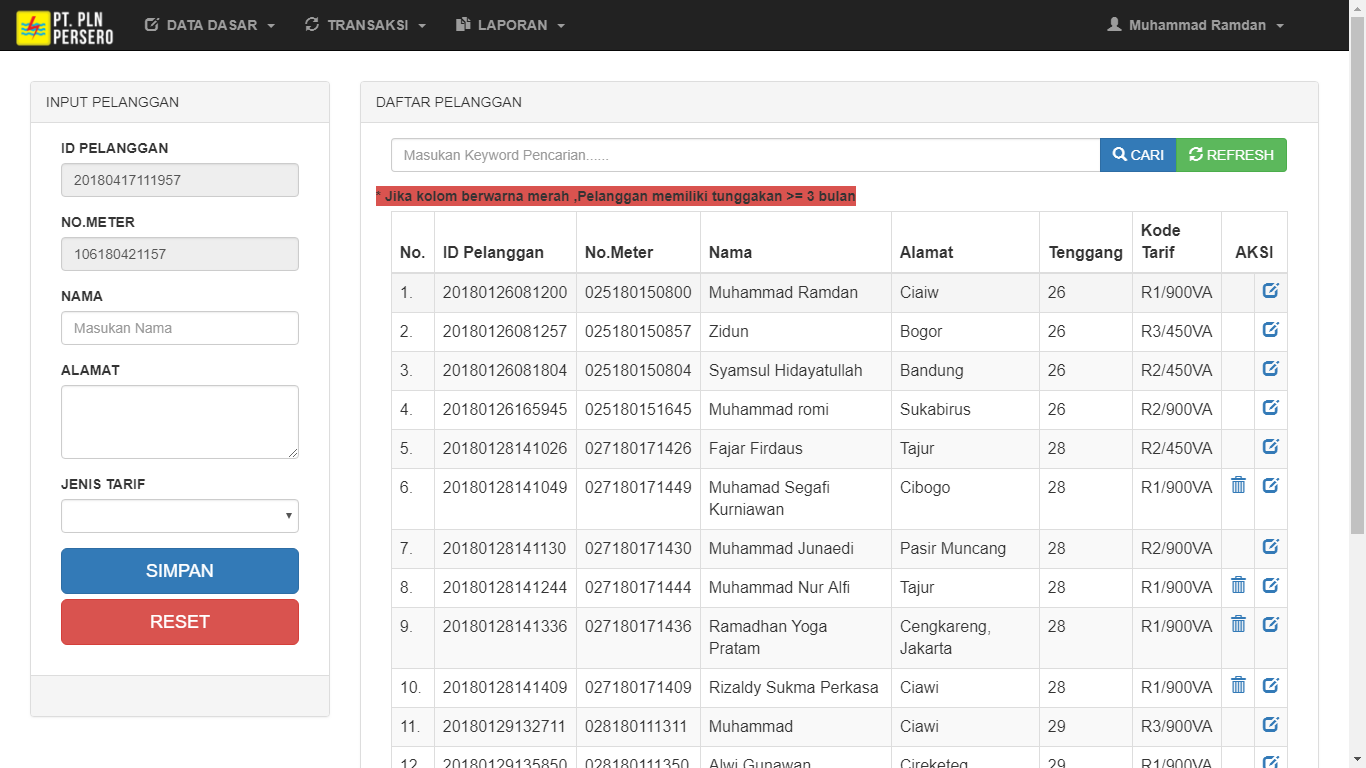 PT. PLN
PERSERO
DATA DASAR
TRANSAKSI
LAPORAN
Muhammad Ramdan
INPUT PELANGGAN
ID PELANGGAN
20180417111957
NO.METER
106180421157
NAMA
Masukan Nama
ALAMAT
JENIS TARIF
SIMPAN
RESET
DAFTAR PELANGGAN
Masukan Keyword Pencarian......
CARI
REFRESH
* Jika kolom berwarna merah ,Pelanggan memiliki tunggakan >= 3 bulan
No. ID Pelanggan No.Meter Nama Alamat Tenggang Kode Tarif AKSI
1. 20180126081200 025180150800 Muhammad Ramdan Ciaiw 26 R1/900VA
2. 20180126081257 025180150857 Zidun Bogor 26 R3/450VA
3. 20180126081804 025180150804 Syamsul Hidayatullah Bandung 26 R2/450VA
4. 20180126165945 025180151645 Muhammad romi Sukabirus 26 R2/900VA
5. 20180128141026 027180171426 Fajar Firdaus Tajur 28 R2/450VA
6. 20180128141049 027180171449 Muhamad Segafi Kurniawan Cibogo 28 R1/900VA
7. 20180128141130 027180171430 Muhammad Junaedi Pasir Muncang 28 R2/900VA
8. 20180128141244 027180171444 Muhammad Nur Alfi Tajur 28 R1/900VA
9. 20180128141336 027180171436 Ramadhan Yoga Pratam Cengkareng, Jakarta 28 R1/900VA
10. 20180128141409 027180171409 Rizaldy Sukma Perkasa Ciawi 28 R1/900VA
11. 20180129132711 028180111311 Muhammad Ciawi 29 R3/900VA
12. 20180129135850 028180111350 Alwi Gunawan Cireketeg 29 R1/900VA